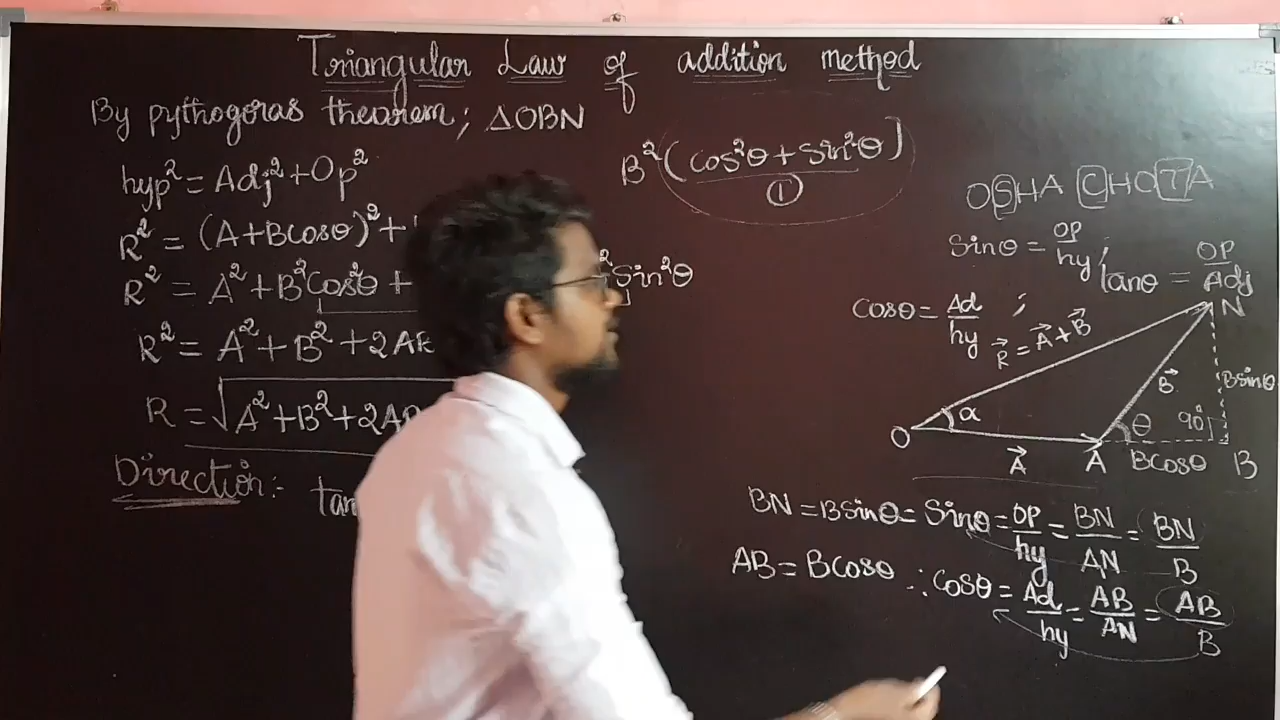 Triangular Law of addition method
By pythogoras theorem; △OBN
hyp² = Adj² + Op²
R² = (A+Bcosθ)² +
R² = A² + B²Cos²θ +
²Sin²θ
R² = A² + B² + 2AB
R = √A² + B² + 2AB
Direction:- tan
B²(cos²θ + Sin²θ)
①
OSHA CHOTA
Sinθ = OP/hy ;
tanθ = OP/Adj
Cosθ = Ad/hy ;
R⃗ = A⃗ + B⃗
N
B⃗
Bsinθ
α
θ
90°
O
A⃗
A
Bcosθ
B
BN = Bsinθ = Sinθ = OP/hy = BN/AN = BN/B
AB = Bcosθ ∴ Cosθ = Ad/hy = AB/AN = AB/B